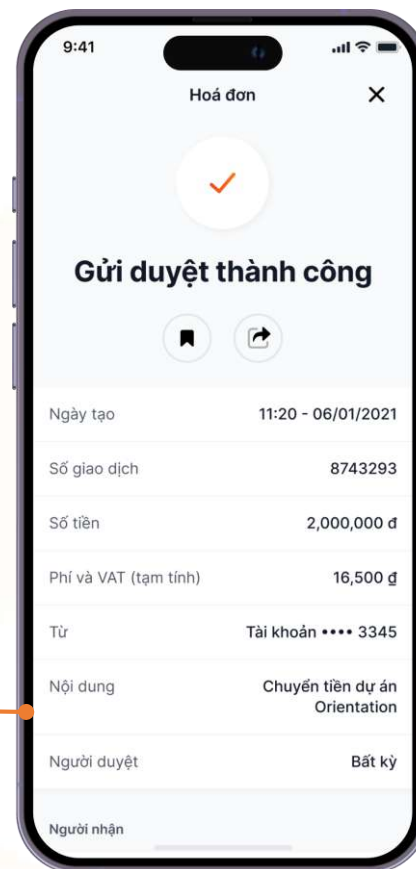 9:41
Hoá đơn
Gửi duyệt thành công
Ngày tạo 11:20 - 06/01/2021
Số giao dịch 8743293
Số tiền 2,000,000 đ
Phí và VAT (tạm tính) 16,500 ₫
Từ Tài khoản •••• 3345
Nội dung Chuyển tiền dự án
Orientation
Người duyệt Bất kỳ
Người nhận